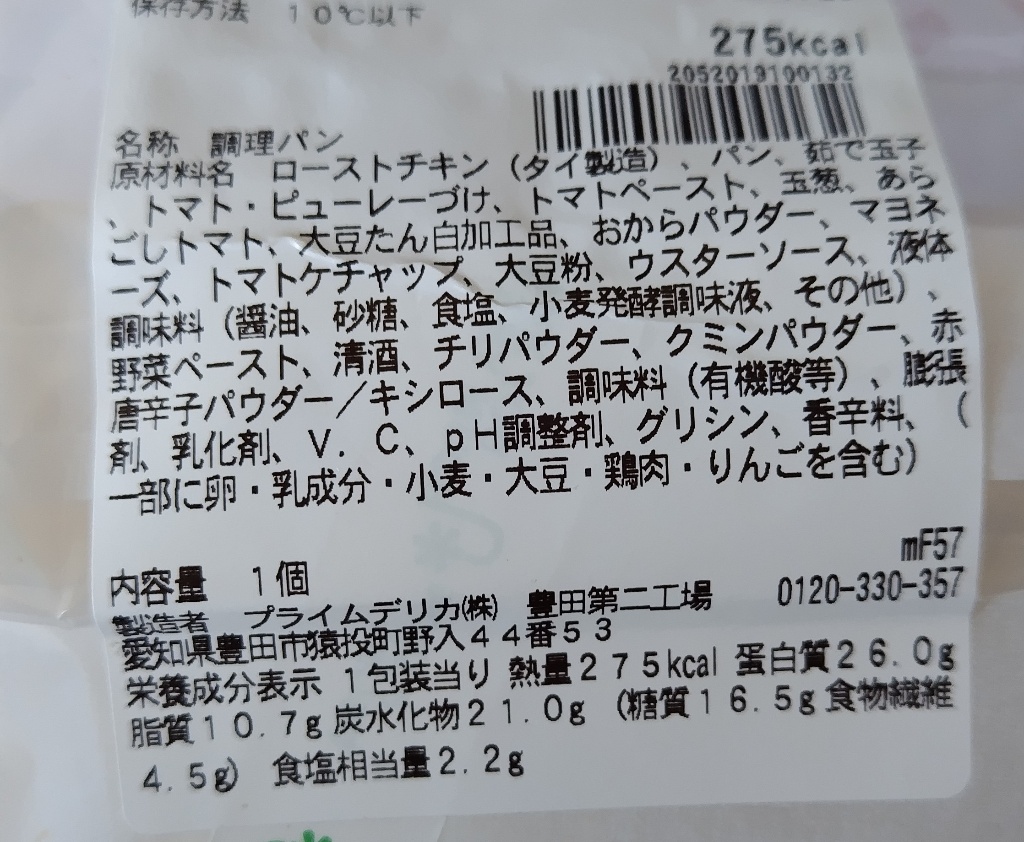 保存方法 10℃以下
275kcal
2052019100132
名称 調理パン
原材料名 ローストチキン（タイ製造）、パン、茹で玉子
、トマト・ピューレーづけ、トマトペースト、玉葱、あら
ごしトマト、大豆たん白加工品、おからパウダー、マヨネ
ーズ、トマトケチャップ、大豆粉、ウスターソース、液体
調味料（醤油、砂糖、食塩、小麦発酵調味液、その他）、
野菜ペースト、清酒、チリパウダー、クミンパウダー、赤
唐辛子パウダー／キシロース、調味料（有機酸等）、膨張
剤、乳化剤、V．C、pH調整剤、グリシン、香辛料、（
一部に卵・乳成分・小麦・大豆・鶏肉・りんごを含む）
mF57
内容量 1個
0120-330-357
製造者 プライムデリカ㈱ 豊田第二工場
愛知県豊田市猿投町野入44番53
栄養成分表示 1包装当り 熱量275kcal 蛋白質26.0g
脂質10.7g 炭水化物21.0g（糖質16.5g 食物繊維
4.5g） 食塩相当量2.2g